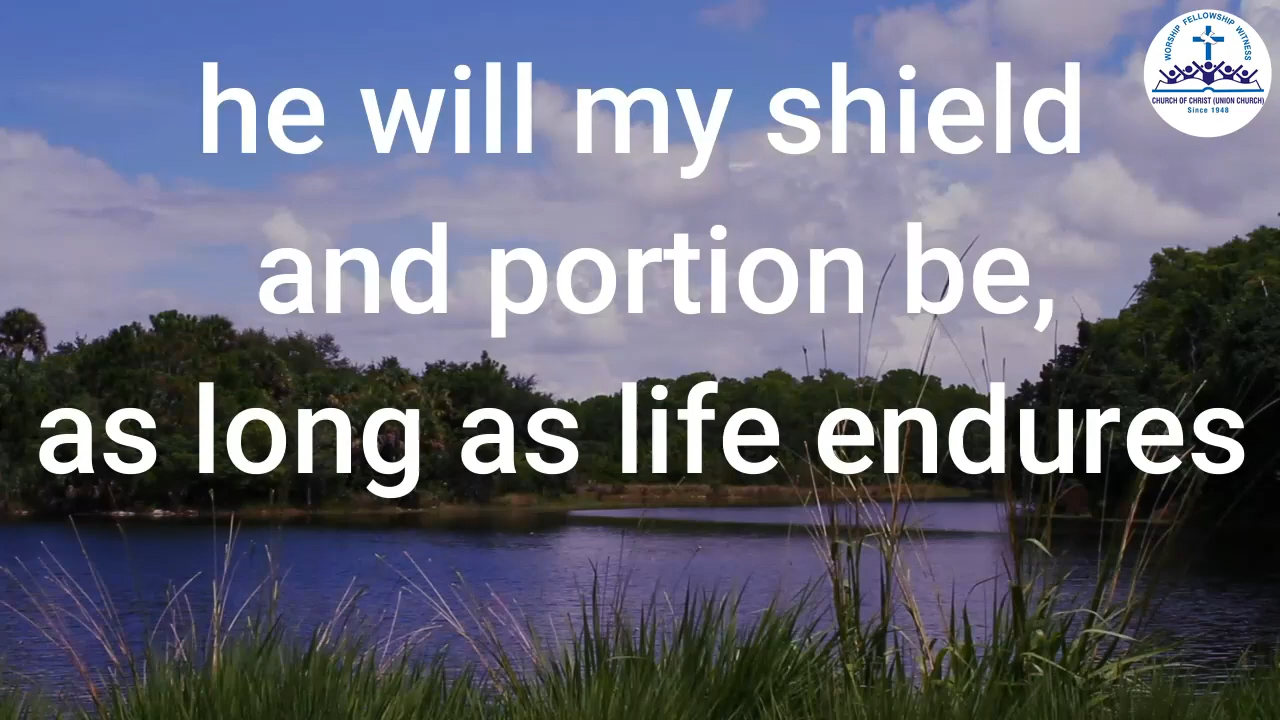 he will my shield
and portion be,
as long as life endures
WORSHIP FELLOWSHIP WITNESS
CHURCH OF CHRIST (UNION CHURCH)
Since 1948